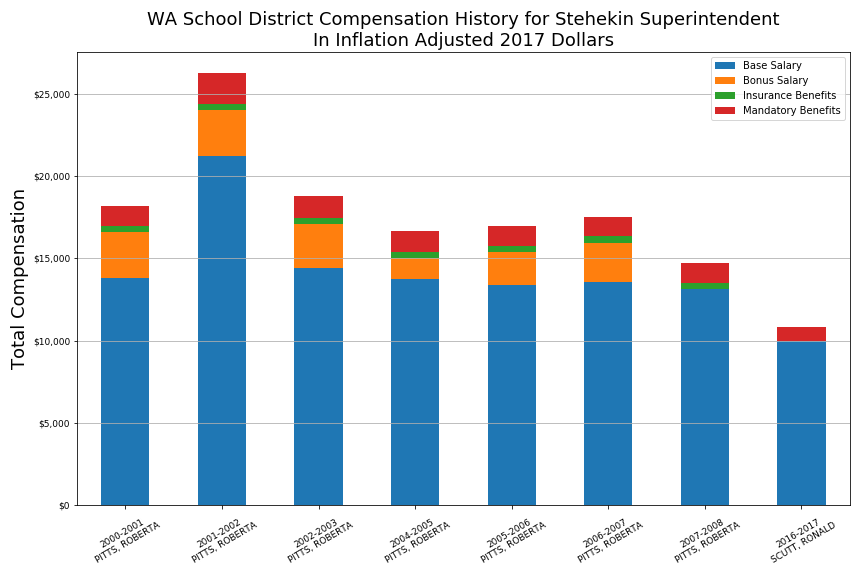 WA School District Compensation History for Stehekin Superintendent
In Inflation Adjusted 2017 Dollars
Base Salary
Bonus Salary
Insurance Benefits
Mandatory Benefits
Total Compensation
$25,000
$20,000
$15,000
$10,000
$5,000
$0
2000-2001
PITTS, ROBERTA
2001-2002
PITTS, ROBERTA
2002-2003
PITTS, ROBERTA
2004-2005
PITTS, ROBERTA
2005-2006
PITTS, ROBERTA
2006-2007
PITTS, ROBERTA
2007-2008
PITTS, ROBERTA
2016-2017
SCUTT, RONALD